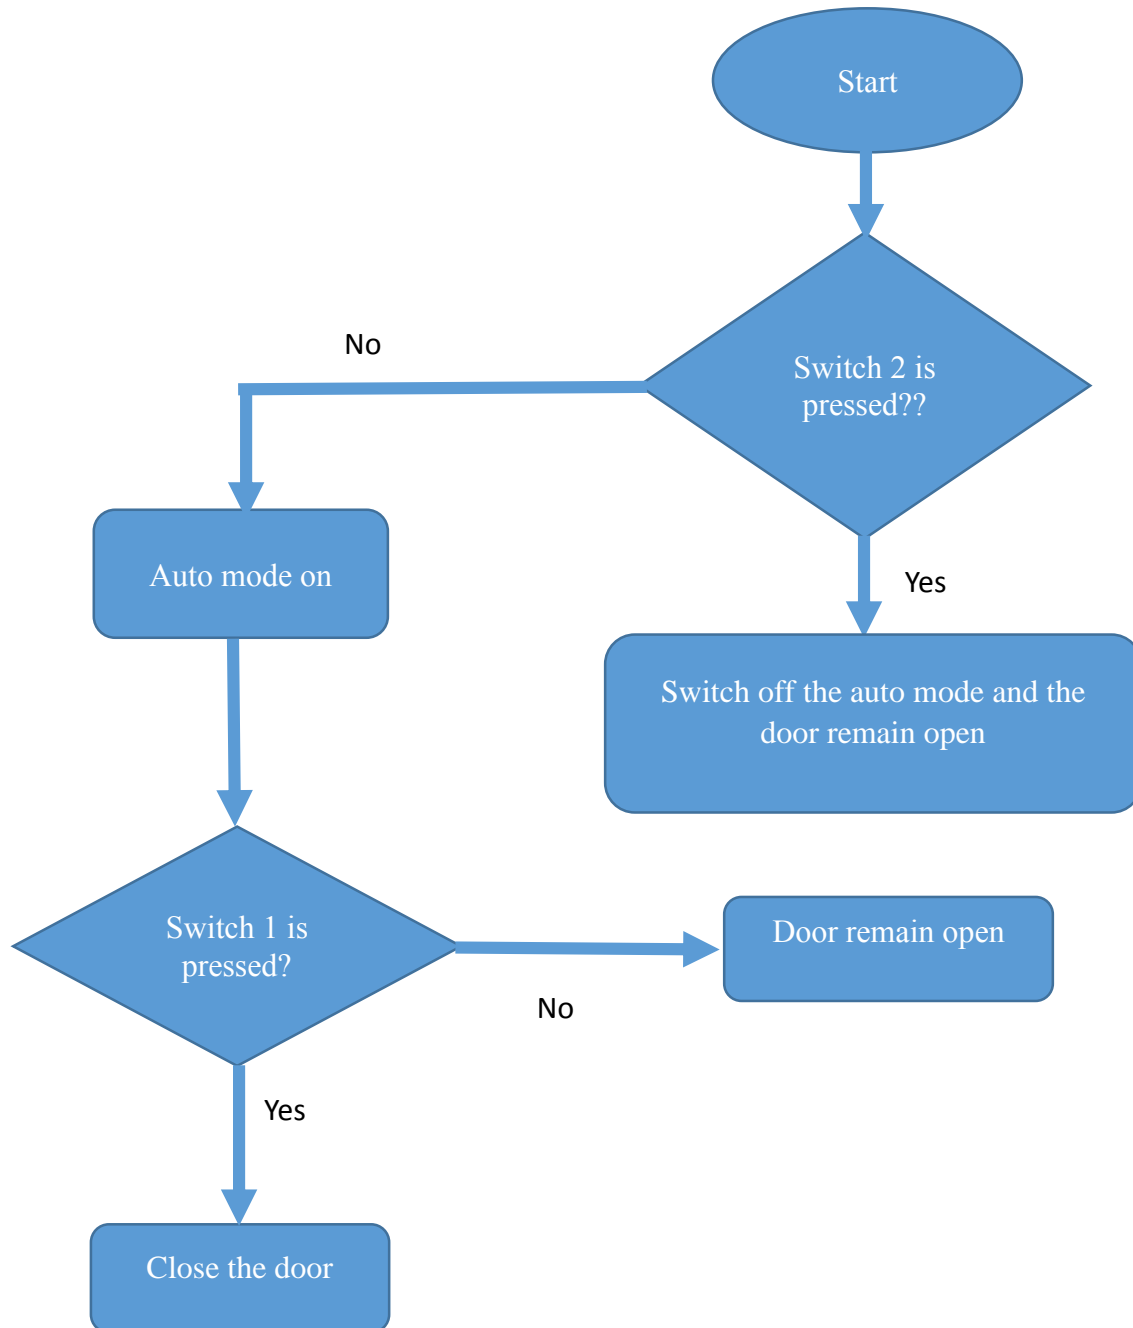 Start
No
Switch 2 is
pressed??
Auto mode on
Yes
Switch off the auto mode and the
door remain open
Switch 1 is
pressed?
Door remain open
No
Yes
Close the door